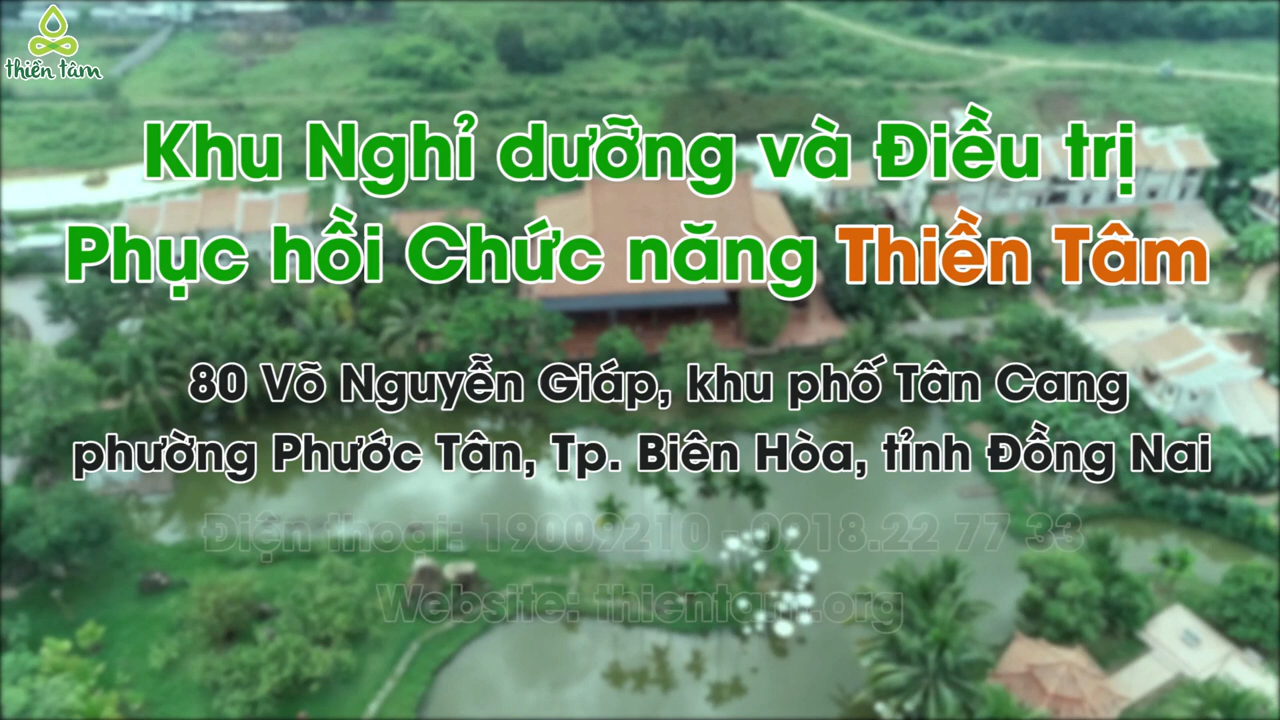 thiền tâm
Khu Nghỉ dưỡng và Điều trị
Phục hồi Chức năng Thiền Tâm
80 Võ Nguyễn Giáp, khu phố Tân Cang
phường Phước Tân, Tp. Biên Hòa, tỉnh Đồng Nai
Điện thoại: 19009210 - 0918.22 77 33
Website: thientam.org